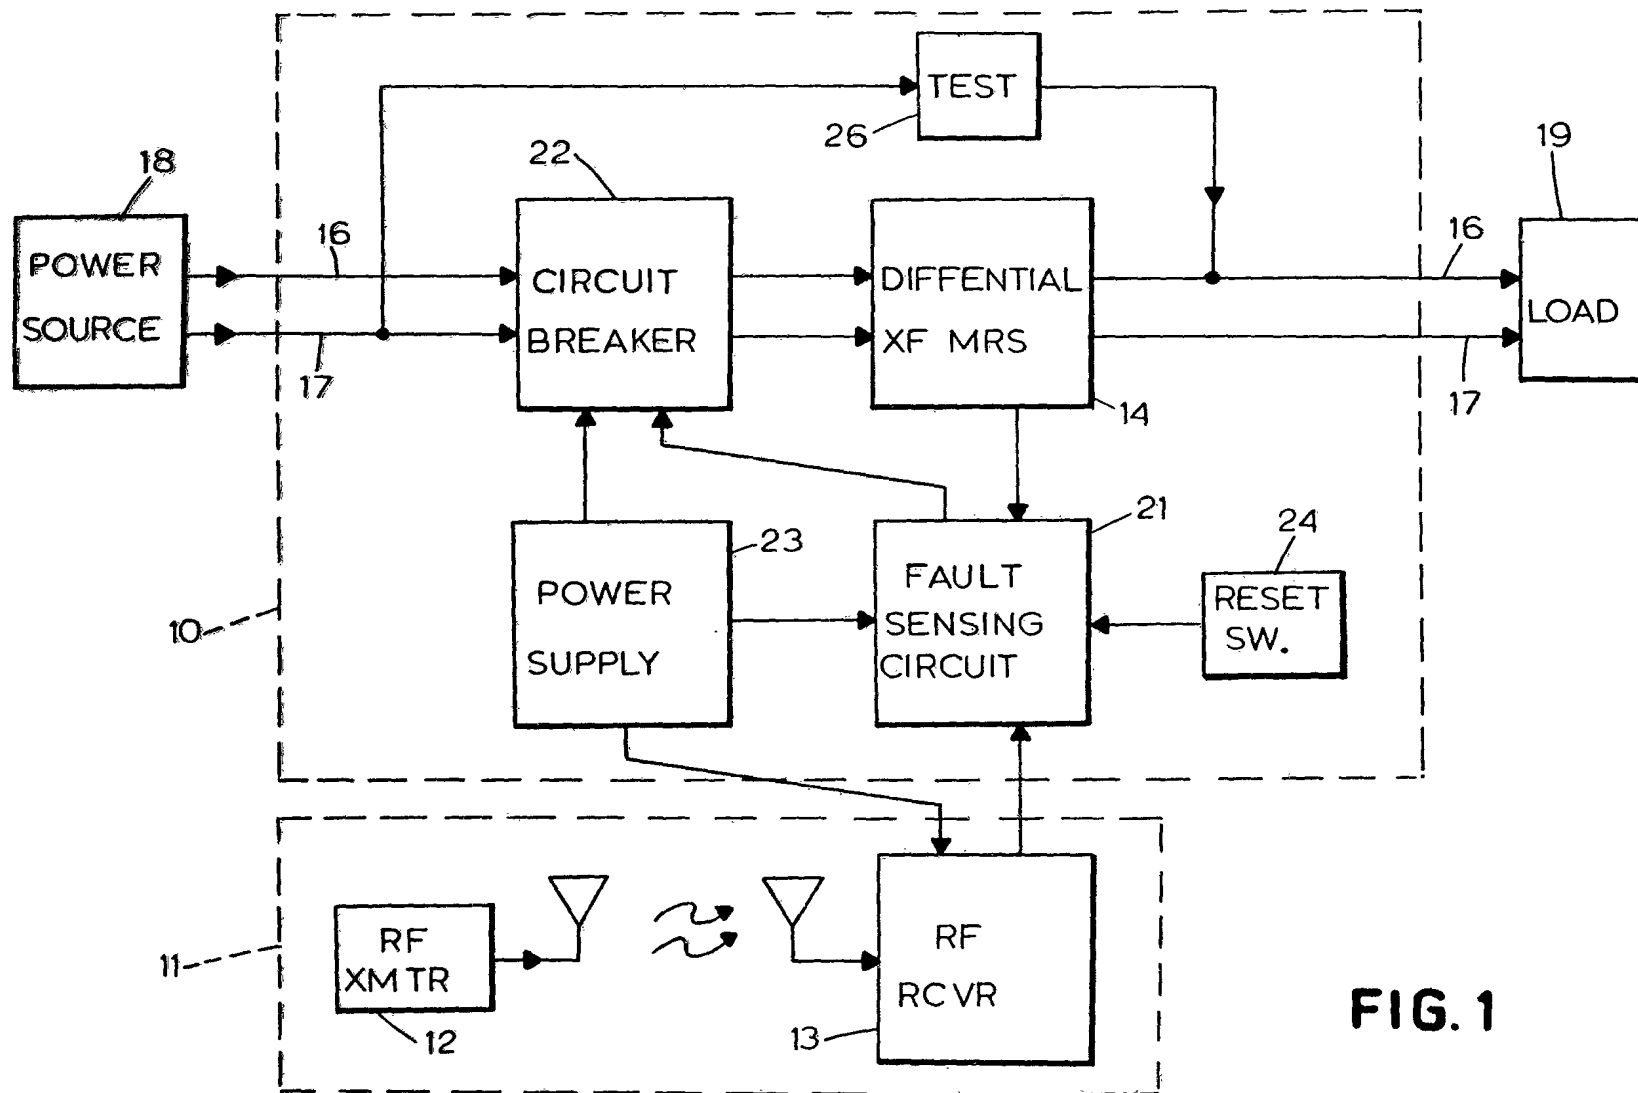 TEST
26
22
18
19
POWER
SOURCE
16
17
CIRCUIT
BREAKER
DIFFENTIAL
XF MRS
14
16
17
LOAD
POWER
SUPPLY
23
FAULT
SENSING
CIRCUIT
21
24
RESET
SW.
10
11
RF
XMTR
12
RF
RCVR
13
FIG. 1